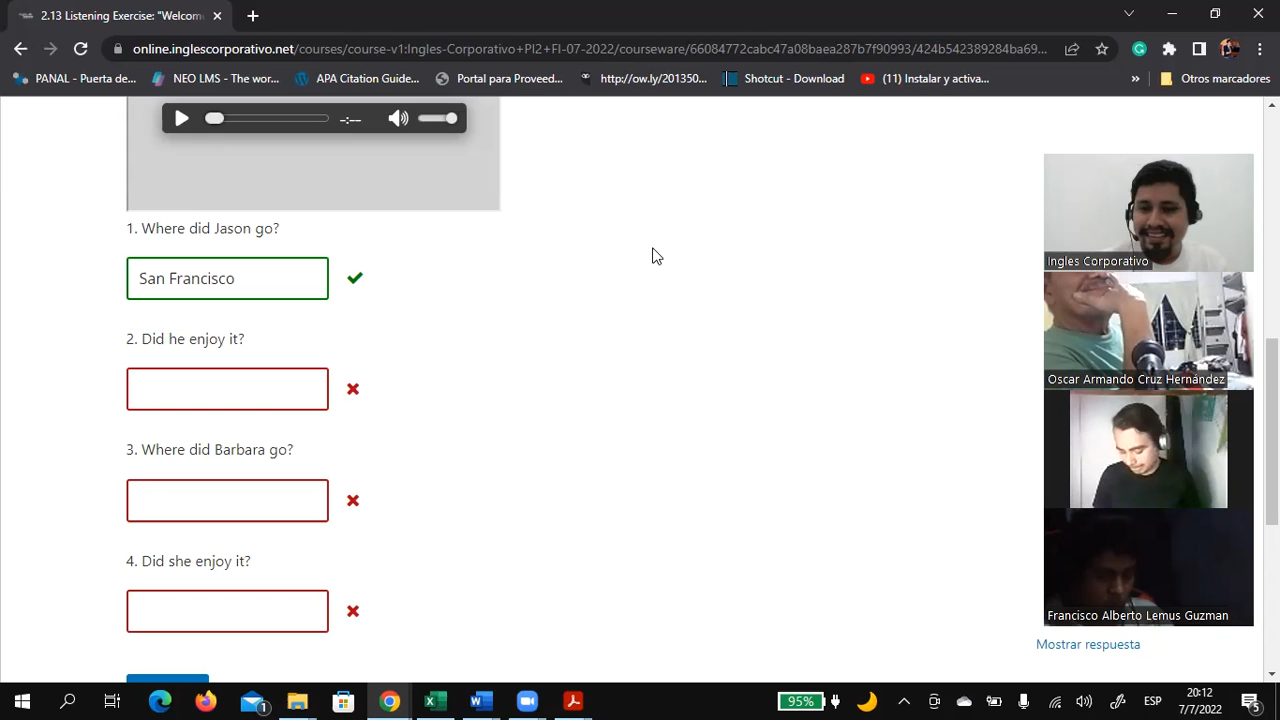 2.13 Listening Exercise: "Welcom
online.inglescorporativo.net/courses/course-v1:Ingles-Corporativo+PI2+FI-07-2022/courseware/66084772cabc47a08baea287b7f90993/424b542389284ba69...
PANAL - Puerta de...
NEO LMS - The wor...
APA Citation Guide...
Portal para Proveed...
http://ow.ly/201350...
Shotcut - Download
(11) Instalar y activa...
»
Otros marcadores
-:--
1. Where did Jason go?
San Francisco
2. Did he enjoy it?
3. Where did Barbara go?
4. Did she enjoy it?
Ingles Corporativo
Oscar Armando Cruz Hernández
Francisco Alberto Lemus Guzman
Mostrar respuesta
1
95%
ESP
20:12
7/7/2022
5